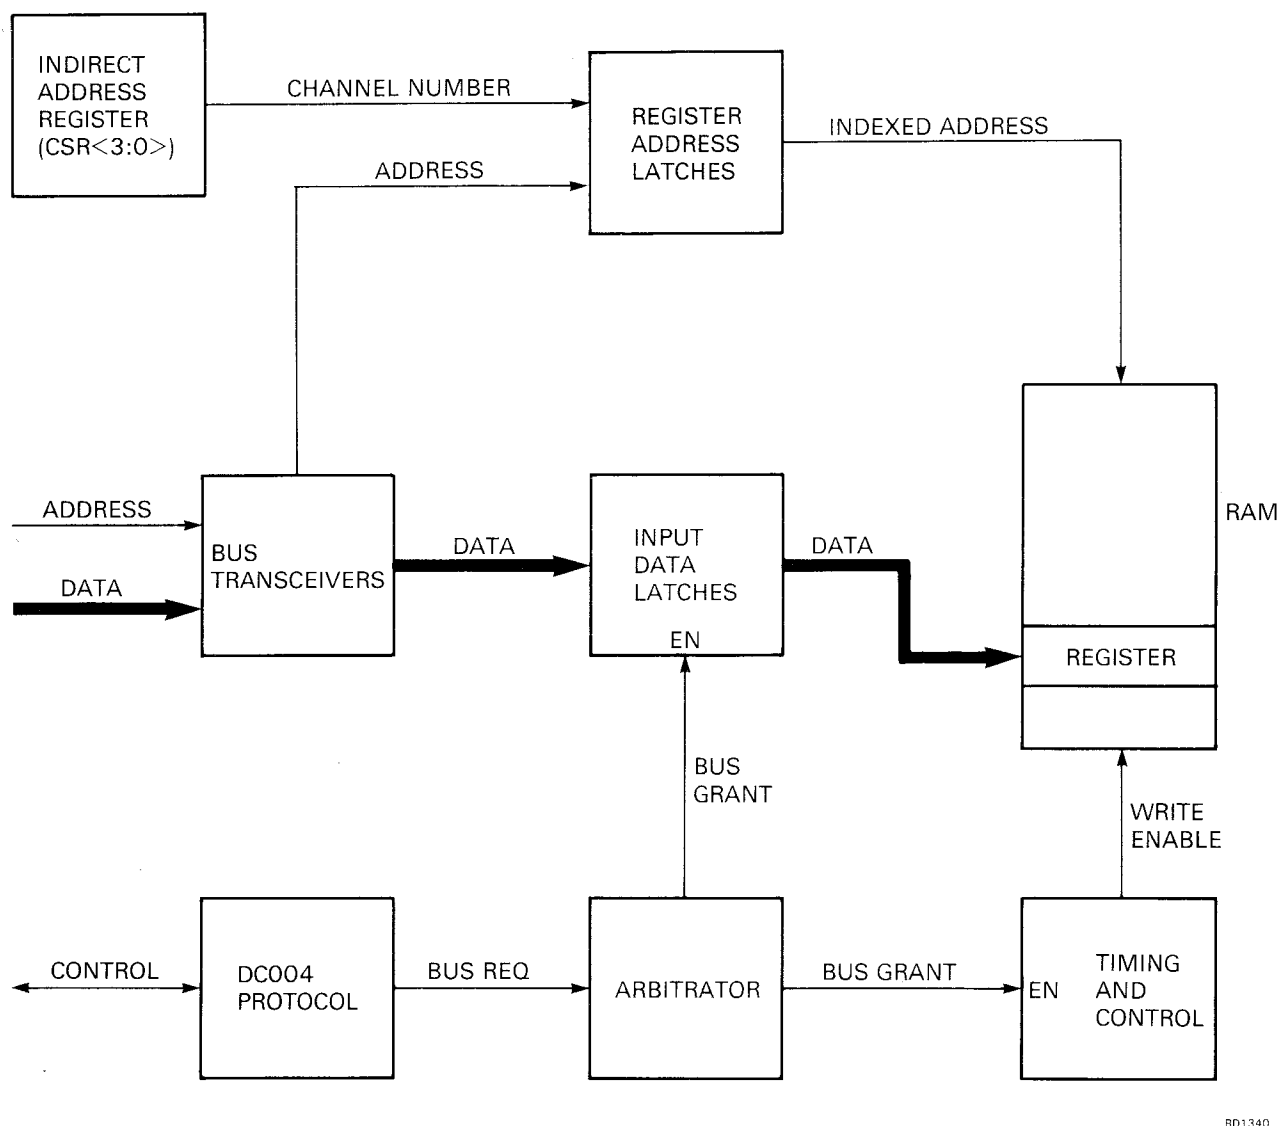 INDIRECT
ADDRESS
REGISTER
(CSR<3:0>)
CHANNEL NUMBER
ADDRESS
REGISTER
ADDRESS
LATCHES
INDEXED ADDRESS
ADDRESS
DATA
BUS
TRANSCEIVERS
DATA
INPUT
DATA
LATCHES
EN
DATA
RAM
REGISTER
BUS
GRANT
WRITE
ENABLE
CONTROL
DC004
PROTOCOL
BUS REQ
ARBITRATOR
BUS GRANT
EN
TIMING
AND
CONTROL
RD1340